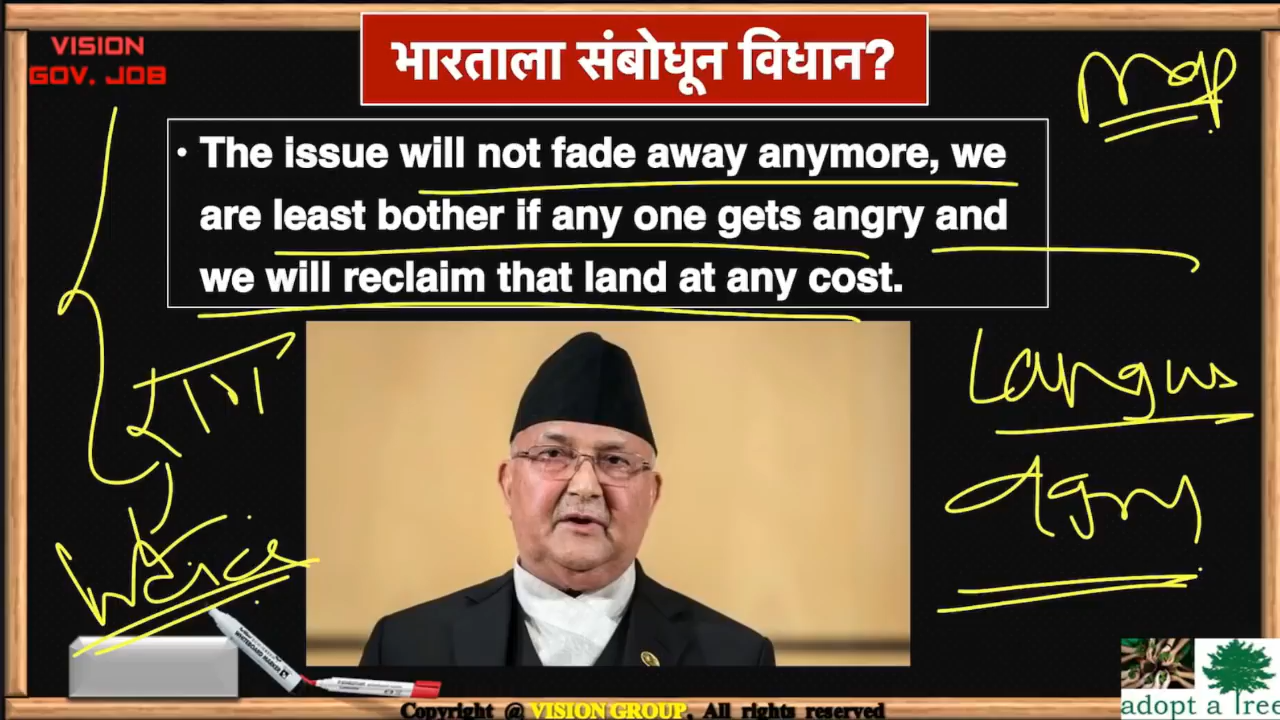 VISION
GOV. JOB
भारताला संबोधून विधान?
Map
• The issue will not fade away anymore, we
are least bother if any one gets angry and
we will reclaim that land at any cost.
Copyright @ VISION GROUP, All rights reserved
adopt a Tree